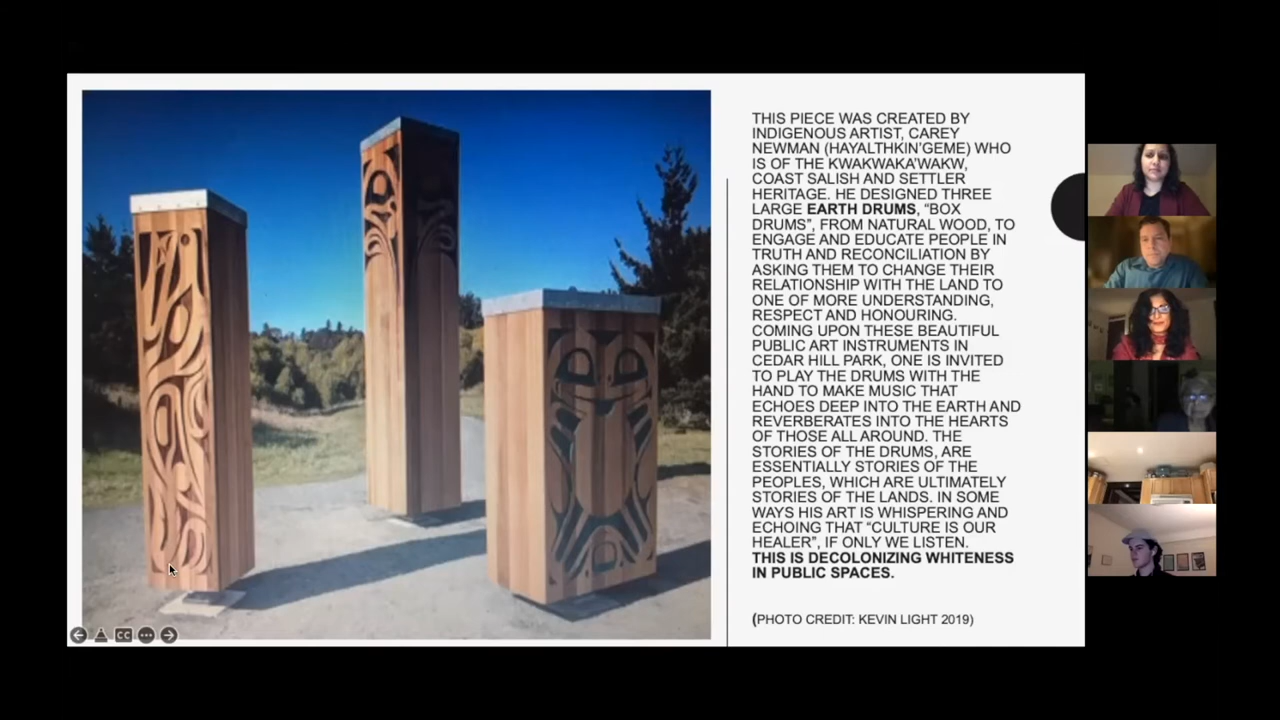 THIS PIECE WAS CREATED BY
INDIGENOUS ARTIST, CAREY
NEWMAN (HAYALTHKIN'GEME) WHO
IS OF THE KWAKWAKA'WAKW,
COAST SALISH AND SETTLER
HERITAGE. HE DESIGNED THREE
LARGE EARTH DRUMS, “BOX
DRUMS”, FROM NATURAL WOOD, TO
ENGAGE AND EDUCATE PEOPLE IN
TRUTH AND RECONCILIATION BY
ASKING THEM TO CHANGE THEIR
RELATIONSHIP WITH THE LAND TO
ONE OF MORE UNDERSTANDING,
RESPECT AND HONOURING.
COMING UPON THESE BEAUTIFUL
PUBLIC ART INSTRUMENTS IN
CEDAR HILL PARK, ONE IS INVITED
TO PLAY THE DRUMS WITH THE
HAND TO MAKE MUSIC THAT
ECHOES DEEP INTO THE EARTH AND
REVERBERATES INTO THE HEARTS
OF THOSE ALL AROUND. THE
STORIES OF THE DRUMS, ARE
ESSENTIALLY STORIES OF THE
PEOPLES, WHICH ARE ULTIMATELY
STORIES OF THE LANDS. IN SOME
WAYS HIS ART IS WHISPERING AND
ECHOING THAT “CULTURE IS OUR
HEALER”, IF ONLY WE LISTEN.
THIS IS DECOLONIZING WHITENESS
IN PUBLIC SPACES.
(PHOTO CREDIT: KEVIN LIGHT 2019)
CC